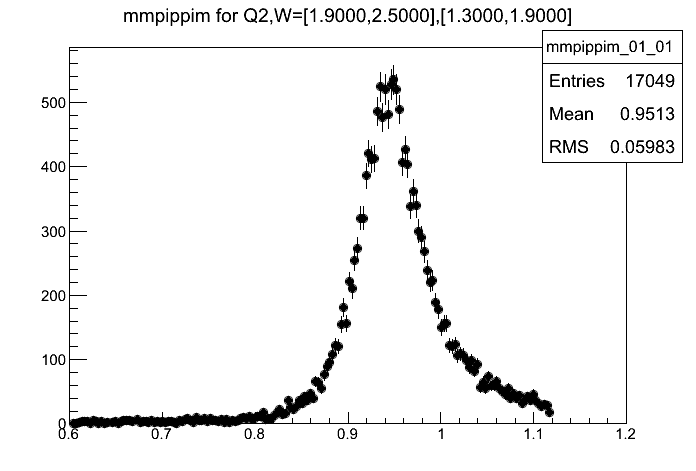 mmpippim for Q2,W=[1.9000,2.5000],[1.3000,1.9000]
mmpippim_01_01
Entries 17049
Mean 0.9513
RMS 0.05983
500
400
300
200
100
0
0.6 0.7 0.8 0.9 1 1.1 1.2